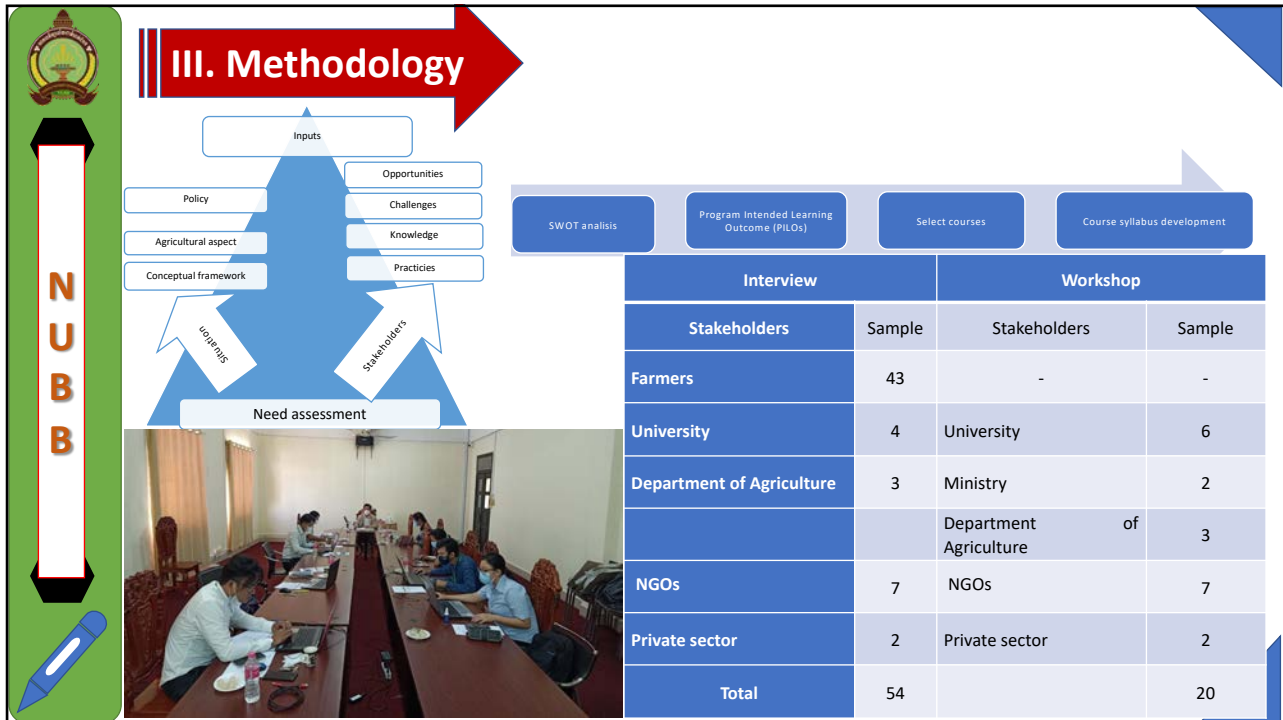 III. Methodology
N
U
B
B
Inputs
Policy
Agricultural aspect
Conceptual framework
Opportunities
Challenges
Knowledge
Practicies
Situation
Stakeholders
Need assessment
SWOT analisis
Program Intended Learning
Outcome (PILOs)
Select courses
Course syllabus development
Interview Workshop
Stakeholders Sample Stakeholders Sample
Farmers 43 - -
University 4 University 6
Department of Agriculture 3 Ministry 2
Department of
Agriculture 3
NGOs 7 NGOs 7
Private sector 2 Private sector 2
Total 54 20